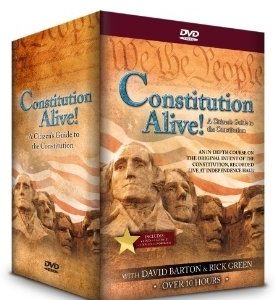 We the People
DVD
Constitution
Alive!
A Citizen's Guide to
the Constitution
DVD
Constitution
Alive!
A Citizen's Guide to
the Constitution
AN IN DEPTH COURSE ON
THE ORIGINAL INTENT OF THE
CONSTITUTION, RECORDED
LIVE AT INDEPENDENCE HALL!
INCLUDES
WITH DAVID BARTON & RICK GREEN
OVER 10 HOURS